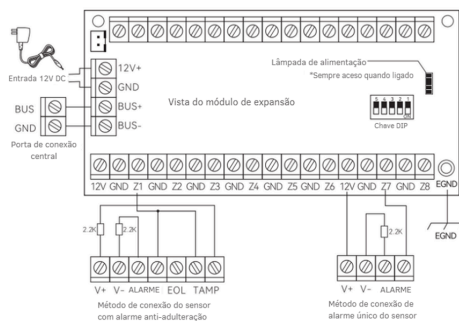 12V+
Entrada 12V DC
GND
BUS
BUS+
GND
BUS-
Porta de conexão
central
Vista do módulo de expansão
Lâmpada de alimentação
*Sempre aceso quando ligado
Chave DIP
12V GND Z1 GND Z2 GND Z3 GND Z4 GND Z5 GND Z6 12V GND Z7 GND Z8 EGND
EGND
2.2K
2.2K
2.2K
V+ V- ALARME EOL TAMP
V+ V- ALARME
Método de conexão do sensor
com alarme anti-adulteração
Método de conexão de
alarme único do sensor